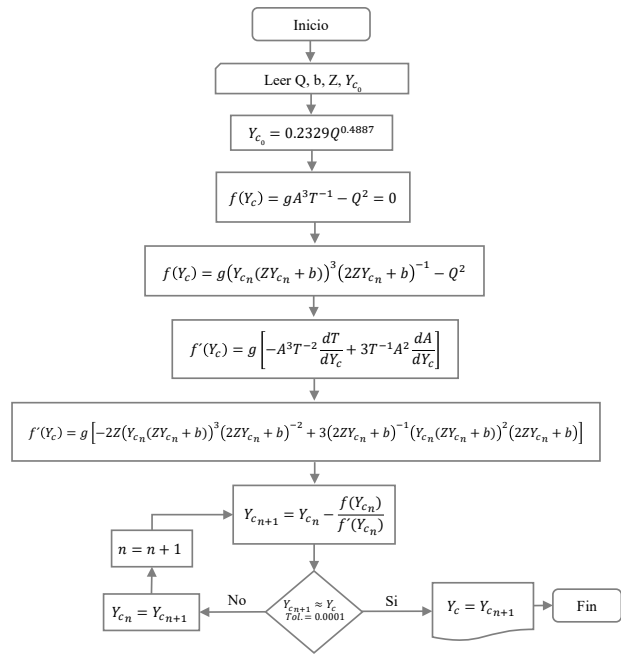 Inicio
Leer Q, b, Z, Y_{c_0}
Y_{c_0} = 0.2329Q^{0.4887}
f(Y_c) = gA^3T^{-1} − Q^2 = 0
f(Y_c) = g(Y_{c_n}(ZY_{c_n} + b))^3(2ZY_{c_n} + b)^{-1} − Q^2
f´(Y_c) = g[−A^3T^{-2} dT/dY_c + 3T^{-1}A^2 dA/dY_c]
f´(Y_c) = g[−2Z(Y_{c_n}(ZY_{c_n} + b))^3(2ZY_{c_n} + b)^{-2} + 3(2ZY_{c_n} + b)^{-1}(Y_{c_n}(ZY_{c_n} + b))^2(2ZY_{c_n} + b)]
Y_{c_{n+1}} = Y_{c_n} − f(Y_{c_n})/f´(Y_{c_n})
n = n + 1
Y_{c_n} = Y_{c_{n+1}}
No
Y_{c_{n+1}} ≈ Y_c
Tol. = 0.0001
Si
Y_c = Y_{c_{n+1}}
Fin